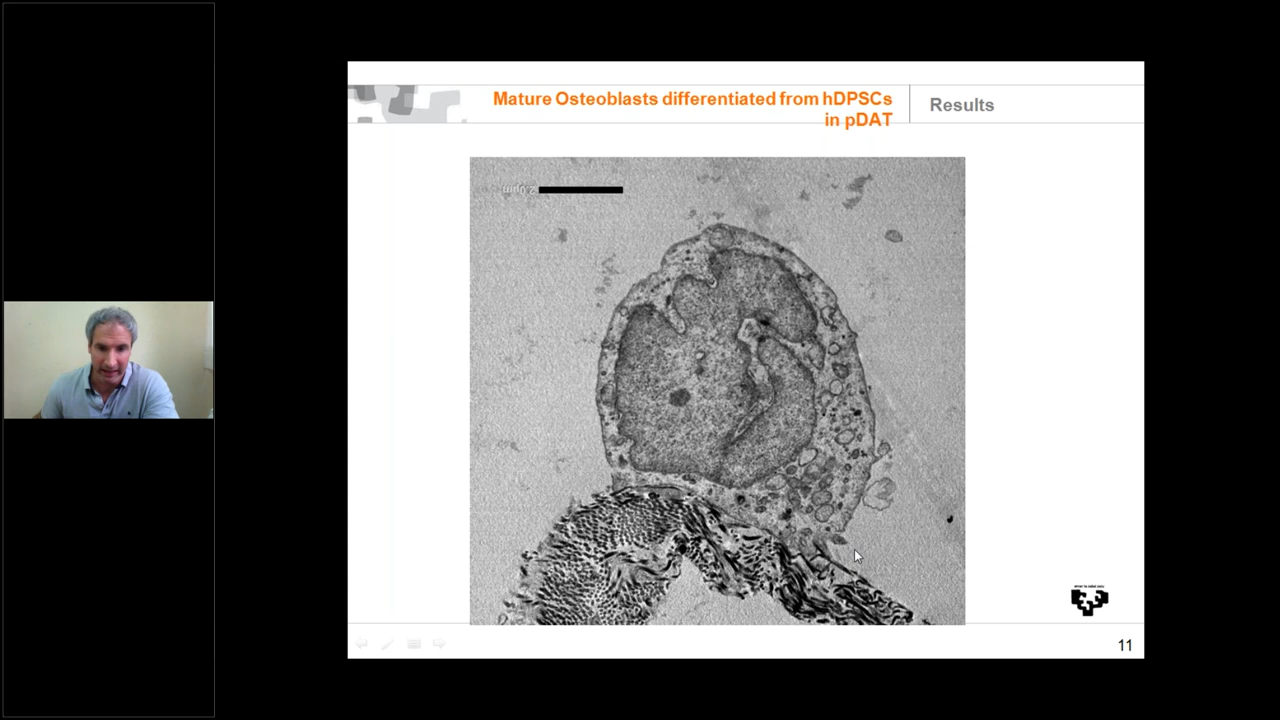 Mature Osteoblasts differentiated from hDPSCs
in pDAT
Results
11